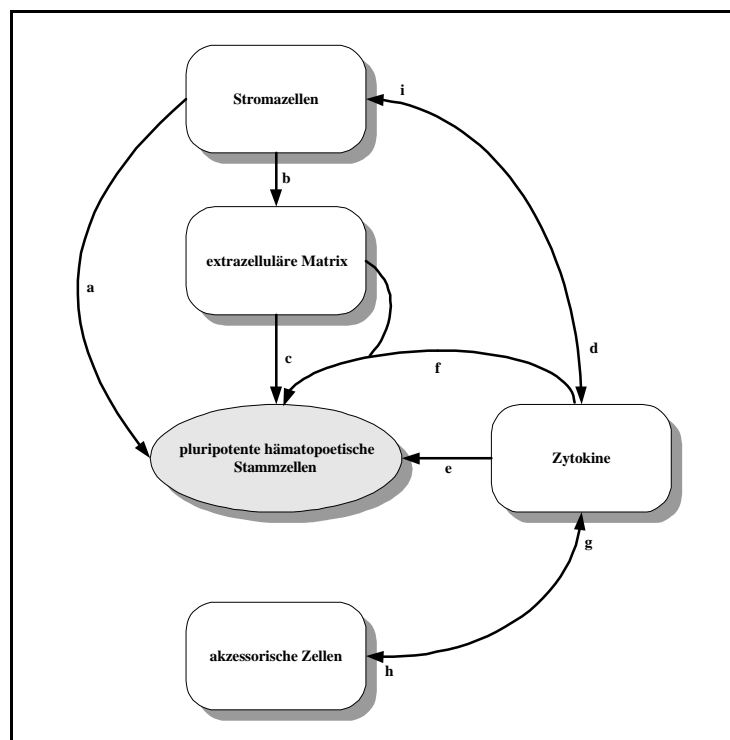 Stromazellen
i
b
extrazelluläre Matrix
a
c
d
f
pluripotente hämatopoetische
Stammzellen
e
Zytokine
g
akzessorische Zellen
h